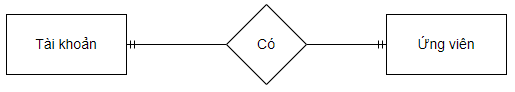 Tài khoản
Có
Ứng viên